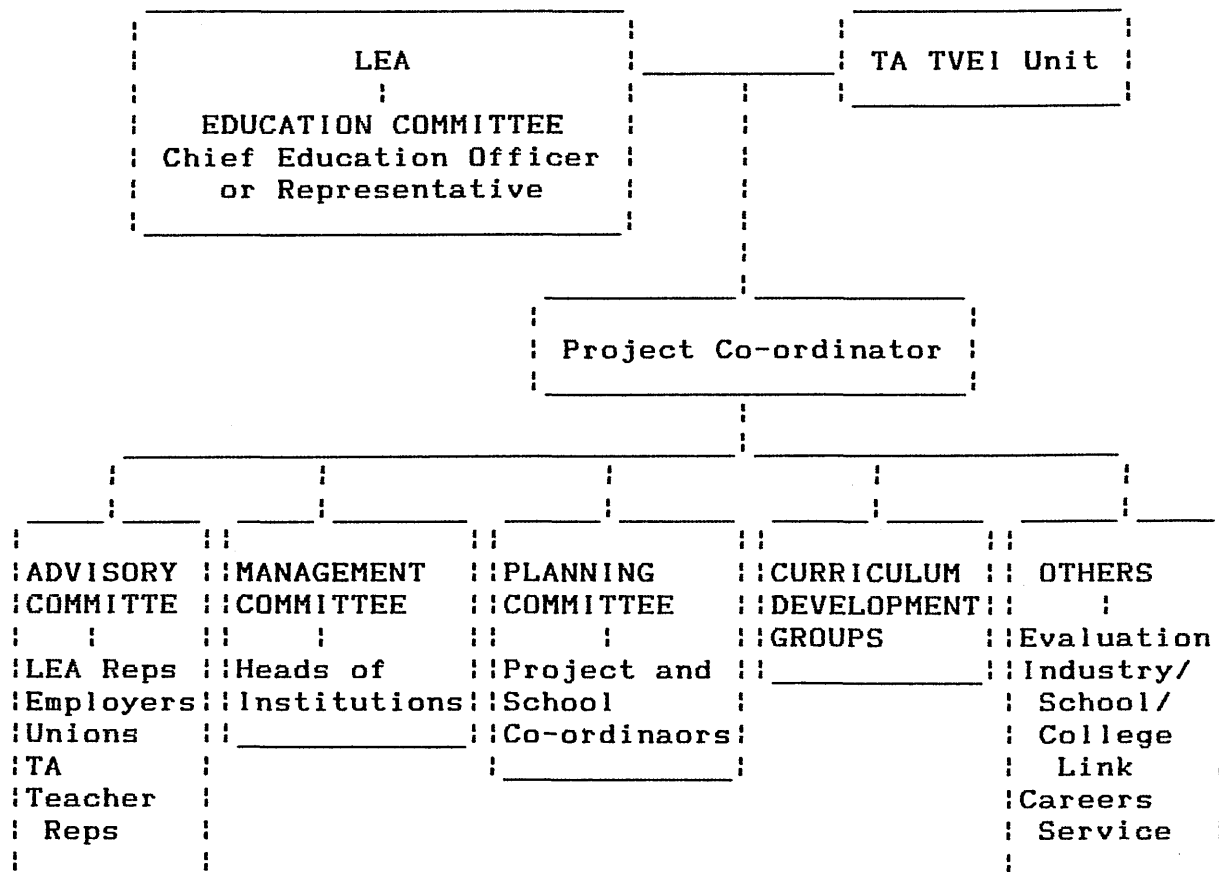 LEA
TA TVEI Unit
EDUCATION COMMITTEE
Chief Education Officer
or Representative
Project Co-ordinator
ADVISORY
COMMITTE
LEA Reps
Employers
Unions
TA
Teacher
Reps
MANAGEMENT
COMMITTEE
Heads of
Institutions
PLANNING
COMMITTEE
Project and
School
Co-ordinaors
CURRICULUM
DEVELOPMENT
GROUPS
OTHERS
Evaluation
Industry/
School/
College
Link
Careers
Service